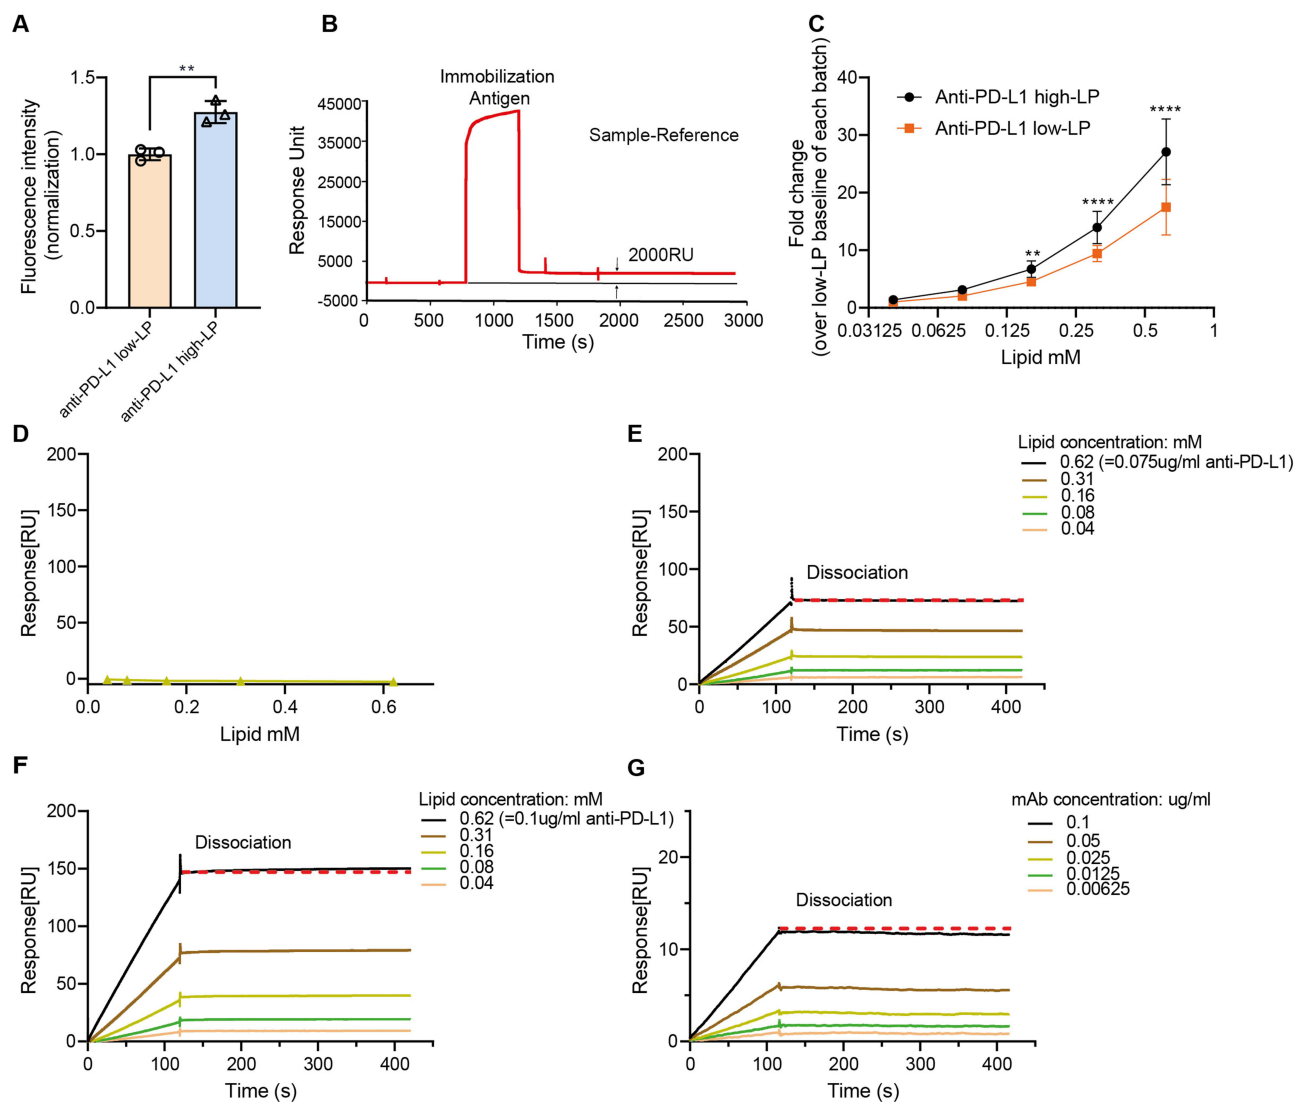 A
Fluorescence intensity
(normalization)
1.5
1.0
0.5
0.0
**
anti-PD-L1 low-LP
anti-PD-L1 high-LP
B
Immobilization
Antigen
Sample-Reference
2000RU
Response Unit
45000
35000
25000
15000
5000
-5000
0 500 1000 1500 2000 2500 3000
Time (s)
C
Fold change
(over low-LP baseline of each batch)
40
30
20
10
0
Anti-PD-L1 high-LP
Anti-PD-L1 low-LP
**
****
****
0.03125 0.0625 0.125 0.25 0.5 1
Lipid mM
D
Response[RU]
200
150
100
50
0
0.0 0.2 0.4 0.6
Lipid mM
E
Lipid concentration: mM
0.62 (=0.075ug/ml anti-PD-L1)
0.31
0.16
0.08
0.04
Response[RU]
200
150
100
50
0
Dissociation
0 100 200 300 400
Time (s)
F
Lipid concentration: mM
0.62 (=0.1ug/ml anti-PD-L1)
0.31
0.16
0.08
0.04
Response[RU]
200
150
100
50
0
Dissociation
0 100 200 300 400
Time (s)
G
mAb concentration: ug/ml
0.1
0.05
0.025
0.0125
0.00625
Response[RU]
20
10
0
Dissociation
0 100 200 300 400
Time (s)